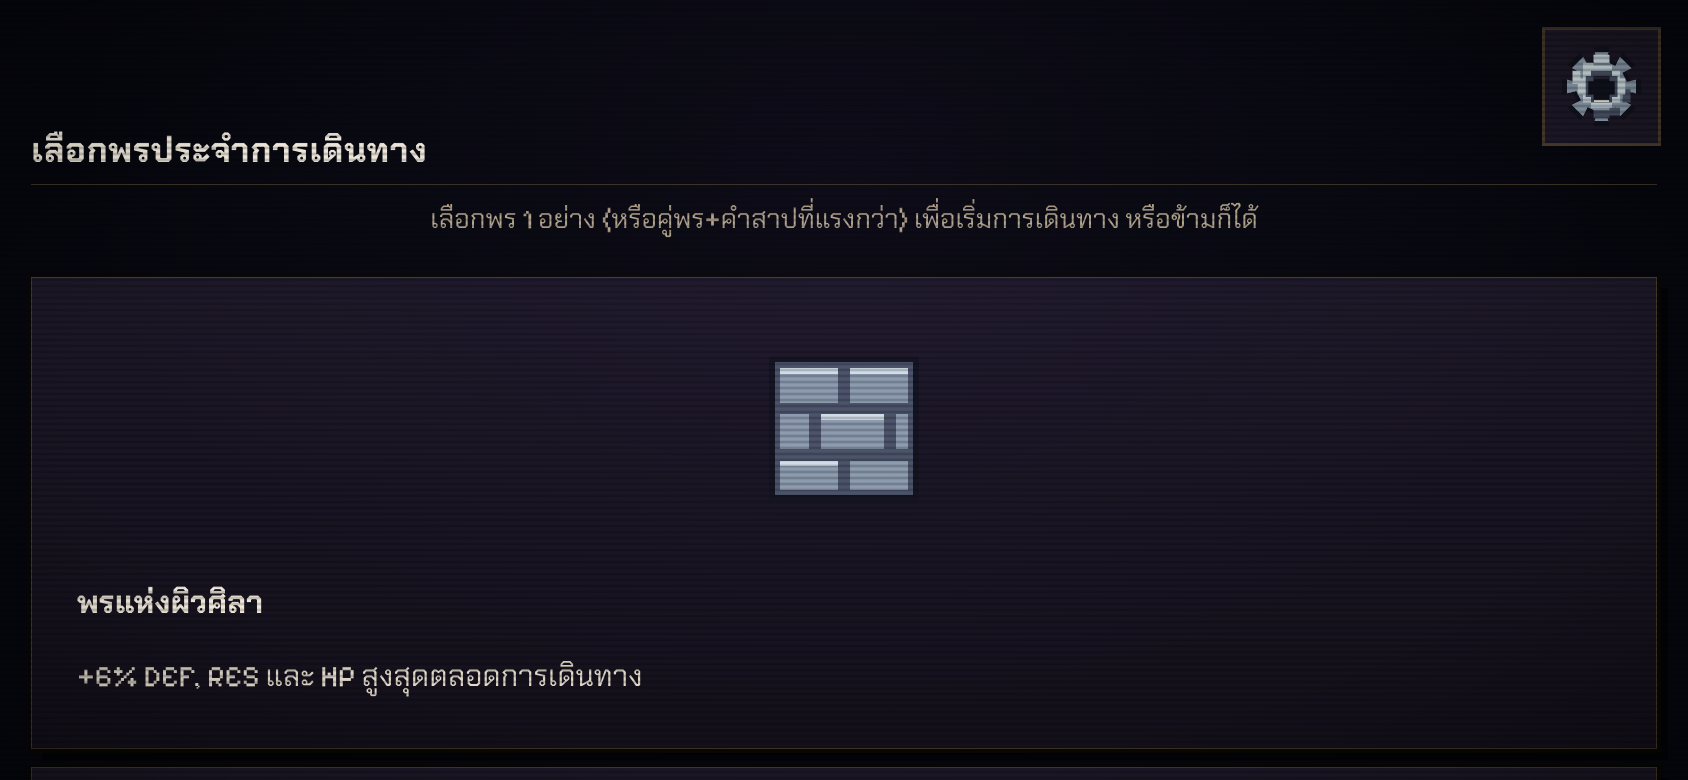 เลือกพรประจำการเดินทาง
เลือกพร 1 อย่าง (หรือคู่พร+คำสาปที่แรงกว่า) เพื่อเริ่มการเดินทาง หรือข้ามก็ได้
พรแห่งผิวศิลา
+6% DEF, RES และ HP สูงสุดตลอดการเดินทาง